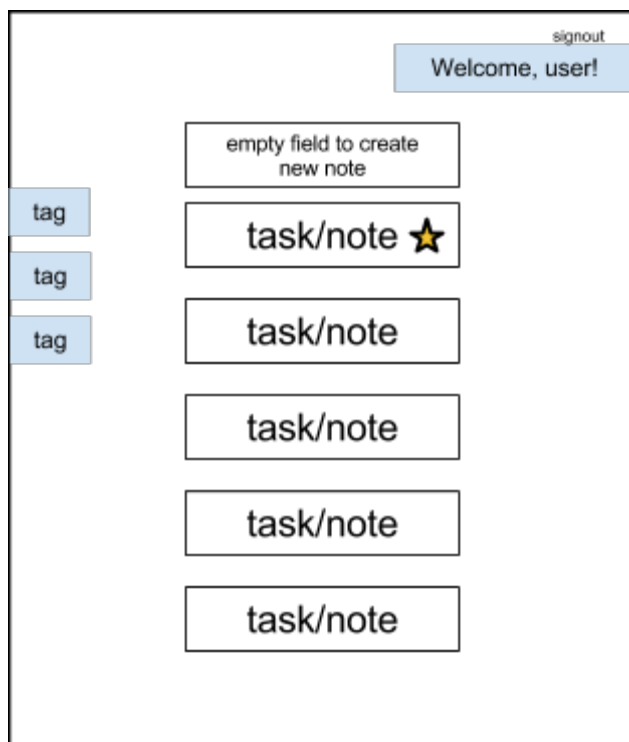 signout
Welcome, user!
empty field to create
new note
tag
task/note
tag
task/note
tag
task/note
task/note
task/note